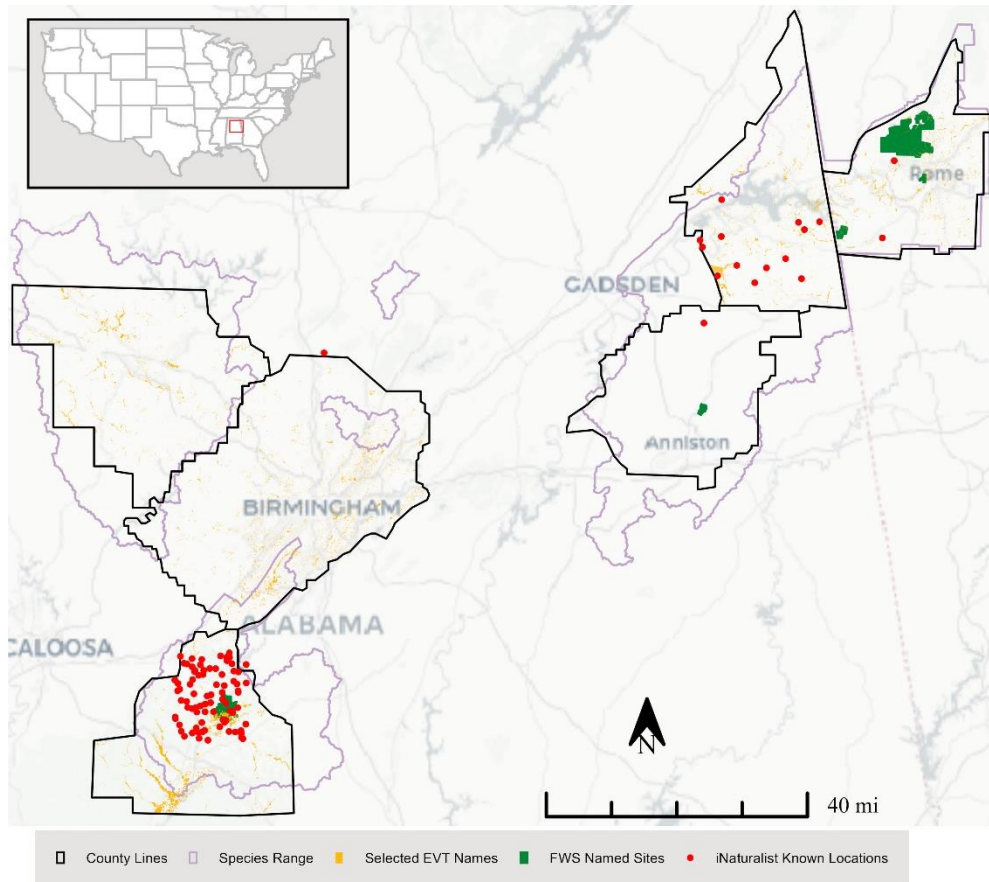 Rome
GADSDEN
Anniston
BIRMINGHAM
ALABAMA
CALOOSA
N
40 mi
County Lines Species Range Selected EVT Names FWS Named Sites iNaturalist Known Locations